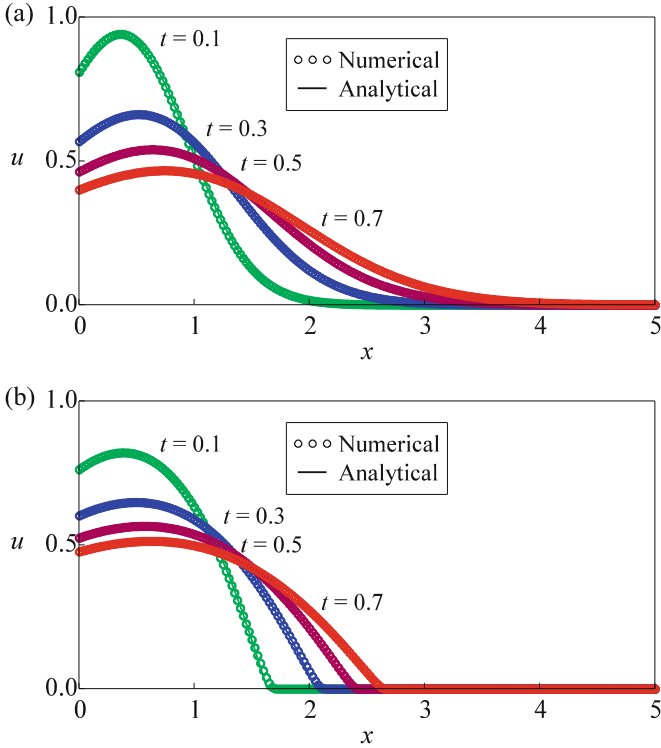 (a)
1.0
t = 0.1
Numerical
Analytical
t = 0.3
u
0.5
t = 0.5
t = 0.7
0.0
0 1 2 3 4 5
x
(b)
1.0
t = 0.1
Numerical
Analytical
t = 0.3
u
0.5
t = 0.5
t = 0.7
0.0
0 1 2 3 4 5
x